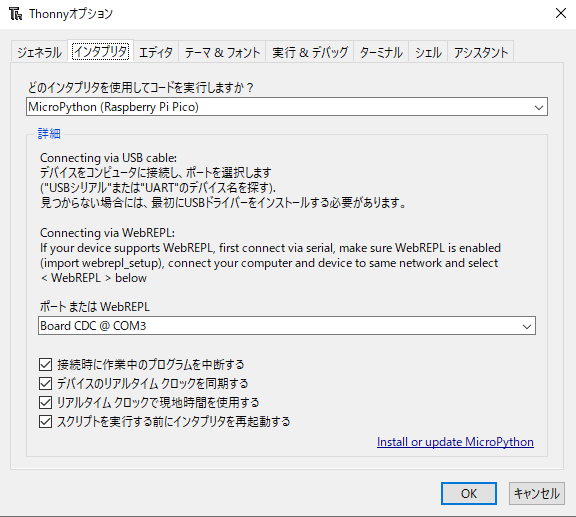 Thonnyオプション
ジェネラル インタプリタ エディタ テーマ & フォント 実行 & デバッグ ターミナル シェル アシスタント
どのインタプリタを使用してコードを実行しますか？
MicroPython (Raspberry Pi Pico)
詳細
Connecting via USB cable:
デバイスをコンピュータに接続し、ポートを選択します
("USBシリアル"または"UART"のデバイス名を探す).
見つからない場合には、最初にUSBドライバーをインストールする必要があります。
Connecting via WebREPL:
If your device supports WebREPL, first connect via serial, make sure WebREPL is enabled
(import webrepl_setup), connect your computer and device to same network and select
< WebREPL > below
ポート または WebREPL
Board CDC @ COM3
接続時に作業中のプログラムを中断する
デバイスのリアルタイム クロックを同期する
リアルタイム クロックで現地時間を使用する
スクリプトを実行する前にインタプリタを再起動する
Install or update MicroPython
OK キャンセル